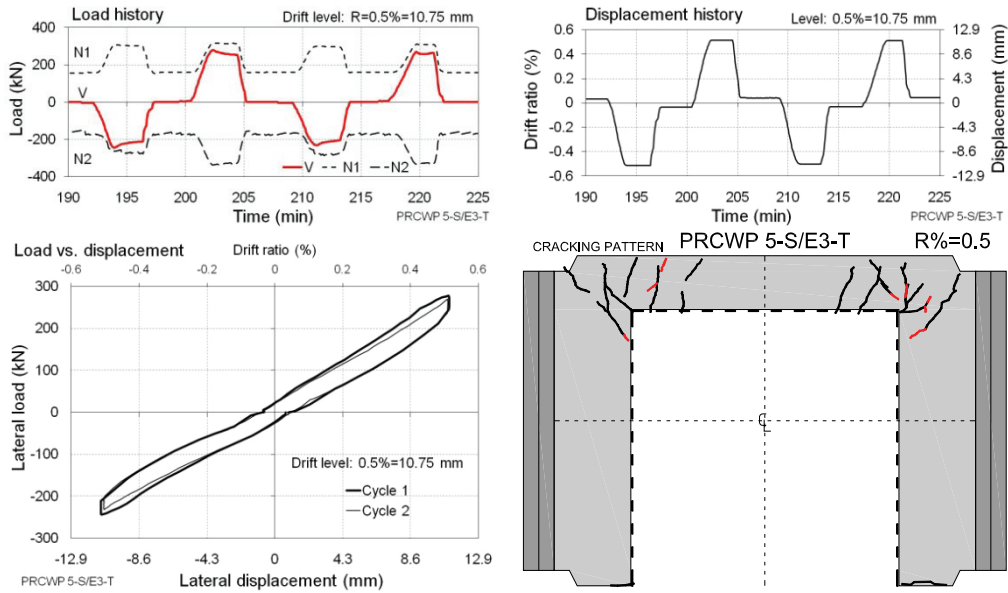 Load history
Drift level: R=0.5%=10.75 mm
400
200
0
-200
-400
Load (kN)
N1
V
N2
V N1 N2
190 195 200 205 210 215 220 225
Time (min)
PRCWP 5-S/E3-T
Displacement history
Level: 0.5%=10.75 mm
0.6
0.4
0.2
0
-0.2
-0.4
-0.6
Drift ratio (%)
12.9
8.6
4.3
0
-4.3
-8.6
-12.9
Displacement (mm)
190 195 200 205 210 215 220 225
Time (min)
PRCWP 5-S/E3-T
Load vs. displacement
Drift ratio (%)
-0.6 -0.4 -0.2 0 0.2 0.4 0.6
300
200
100
0
-100
-200
-300
Lateral load (kN)
Drift level: 0.5%=10.75 mm
Cycle 1
Cycle 2
-12.9 -8.6 -4.3 0 4.3 8.6 12.9
PRCWP 5-S/E3-T
Lateral displacement (mm)
CRACKING PATTERN PRCWP 5-S/E3-T R%=0.5
CL